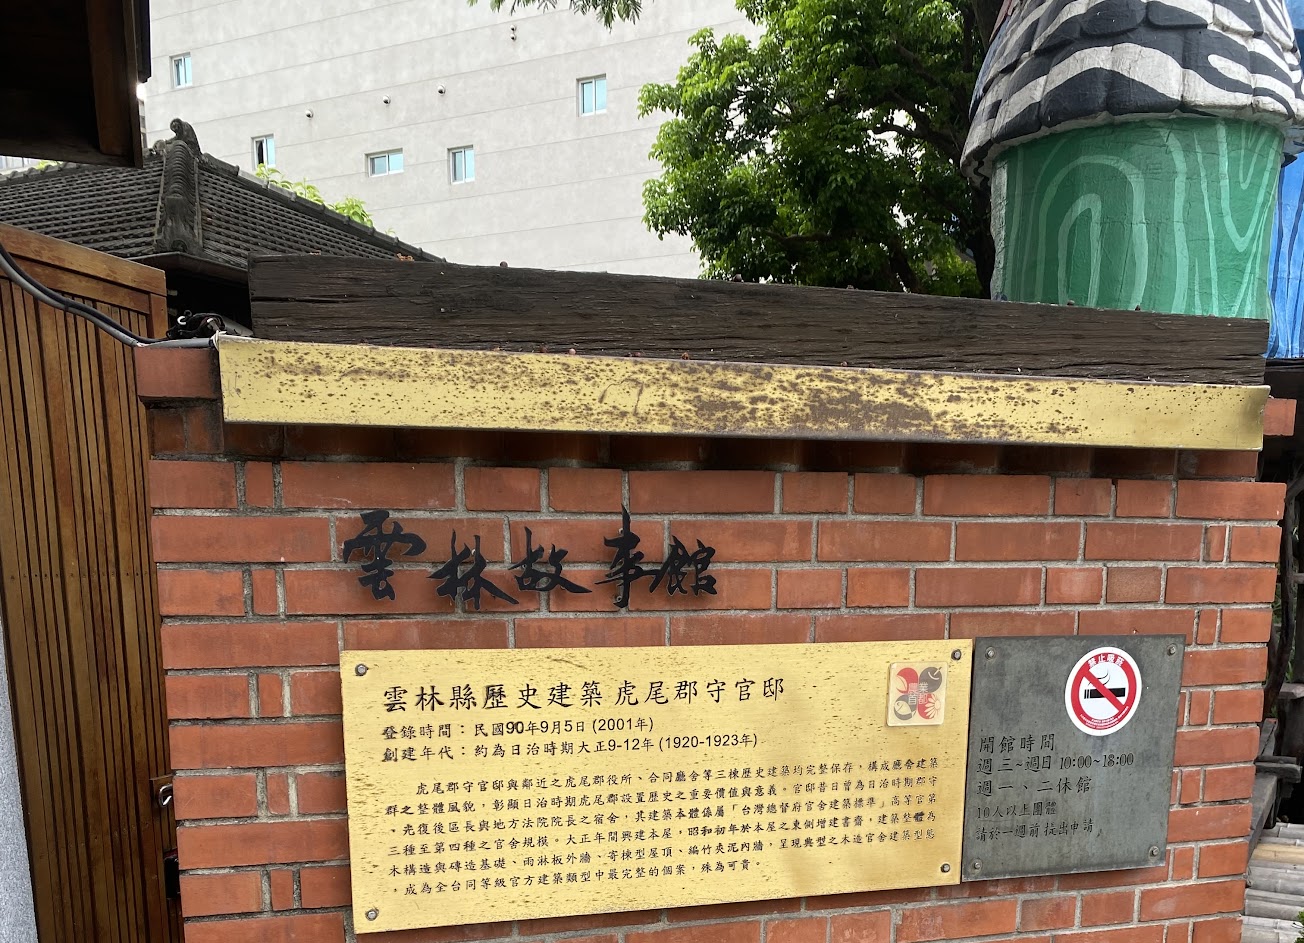 雲林故事館
雲林縣歷史建築 虎尾郡守官邸
登錄時間：民國90年9月5日 (2001年)
創建年代：約為日治時期大正9-12年 (1920-1923年)
虎尾郡守官邸與鄰近之虎尾郡役所、合同廳舍等三棟歷史建築均完整保存，構成廳舍建築
群之整體風貌，彰顯日治時期虎尾郡設置歷史之重要價值與意義。官邸昔日曾為日治時期郡守
、光復後區長與地方法院院長之宿舍，其建築本體係屬「台灣總督府官舍建築標準」高等官第
三種至第四種之官舍規模。大正年間興建本屋，昭和初年於本屋之東側增建書齋，建築整體為
木構造與磚造基礎、雨淋板外牆、寄棟型屋頂、編竹夾泥內牆，呈現典型之木造官舍建築型態
，成為全台同等級官方建築類型中最完整的個案，殊為可貴。
禁止吸菸
開館時間
週三~週日 10:00~18:00
週一、二休館
10人以上團體
請於一週前提出申請